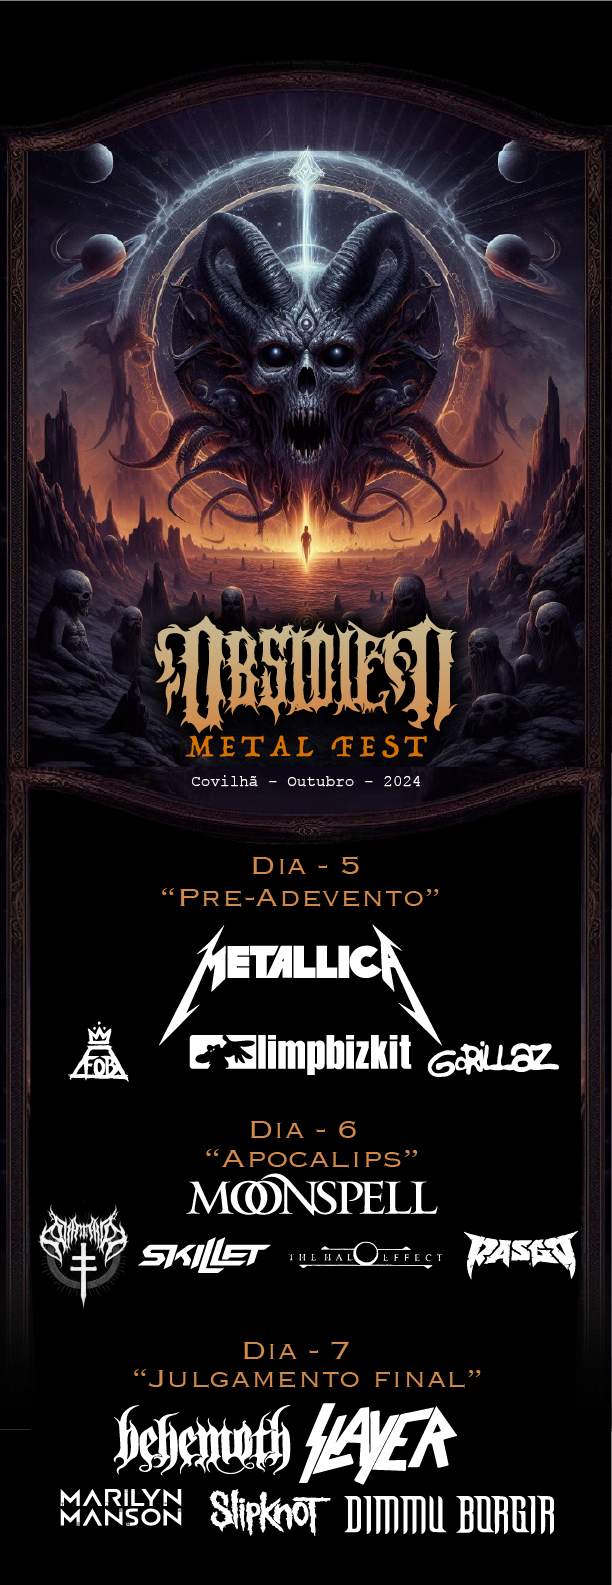 OBSIDIEN
METAL FEST
Covilhã – Outubro – 2024
Dia - 5
“Pre-Adevento”
METALLICA
FOB
limpbizkit
GORILLAZ
Dia - 6
“Apocalips”
MOONSPELL
SKILLET
THE HALO EFFECT
RASGO
Dia - 7
“Julgamento final”
behemoth SLAYER
MARILYN
MANSON
SlipKnoT DIMMU BORGIR